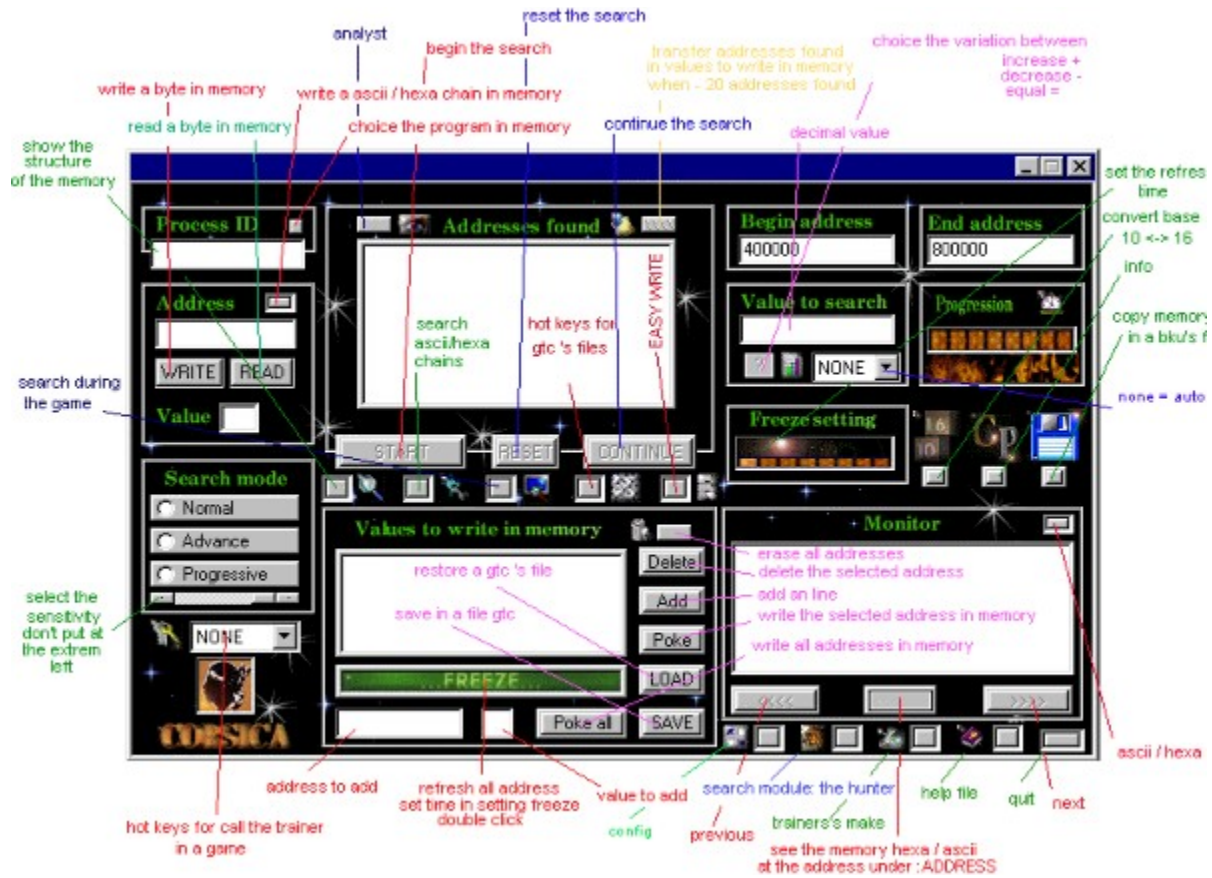 reset the search
analyst
begin the search
transfer addresses found
in values to write in memory
when - 20 addresses found
choice the variation between
increase +
decrease -
equal =
write a byte in memory
write a ascii / hexa chain in memory
read a byte in memory
choice the program in memory
continue the search
decimal value
show the
structure
of the memory
set the refres
time
convert base
10 <-> 16
info
copy memory
in a bku's f
Process ID
Addresses found
Begin address
400000
End address
800000
Address
WRITE
READ
Value
search
ascii/hexa
chains
hot keys for
gtc 's files
EASY WRITE
Value to search
?
NONE
Progression
none = auto
search during
the game
START
RESET
CONTINUE
Freeze setting
16
10
Cp
Search mode
Normal
Advance
Progressive
select the
sensitivity
don't put at
the extrem
left
NONE
CORSICA
Values to write in memory
restore a gtc 's file
save in a file gtc
...FREEZE...
Delete
Add
Poke
LOAD
Poke all
SAVE
Monitor
erase all addresses
delete the selected address
add an line
write the selected address in memory
write all addresses in memory
<<<<
>>>>
ascii / hexa
address to add
refresh all address
set time in setting freeze
double click
value to add
config
previous
search module: the hunter
trainers's make
help file
quit
next
see the memory hexa / ascii
at the address under :ADDRESS
hot keys for call the trainer
in a game